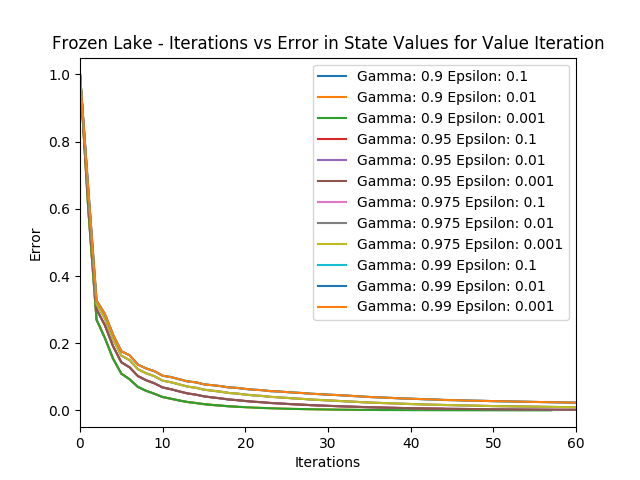 Frozen Lake - Iterations vs Error in State Values for Value Iteration
1.0
0.8
0.6
0.4
0.2
0.0
Error
Gamma: 0.9 Epsilon: 0.1
Gamma: 0.9 Epsilon: 0.01
Gamma: 0.9 Epsilon: 0.001
Gamma: 0.95 Epsilon: 0.1
Gamma: 0.95 Epsilon: 0.01
Gamma: 0.95 Epsilon: 0.001
Gamma: 0.975 Epsilon: 0.1
Gamma: 0.975 Epsilon: 0.01
Gamma: 0.975 Epsilon: 0.001
Gamma: 0.99 Epsilon: 0.1
Gamma: 0.99 Epsilon: 0.01
Gamma: 0.99 Epsilon: 0.001
0 10 20 30 40 50 60
Iterations